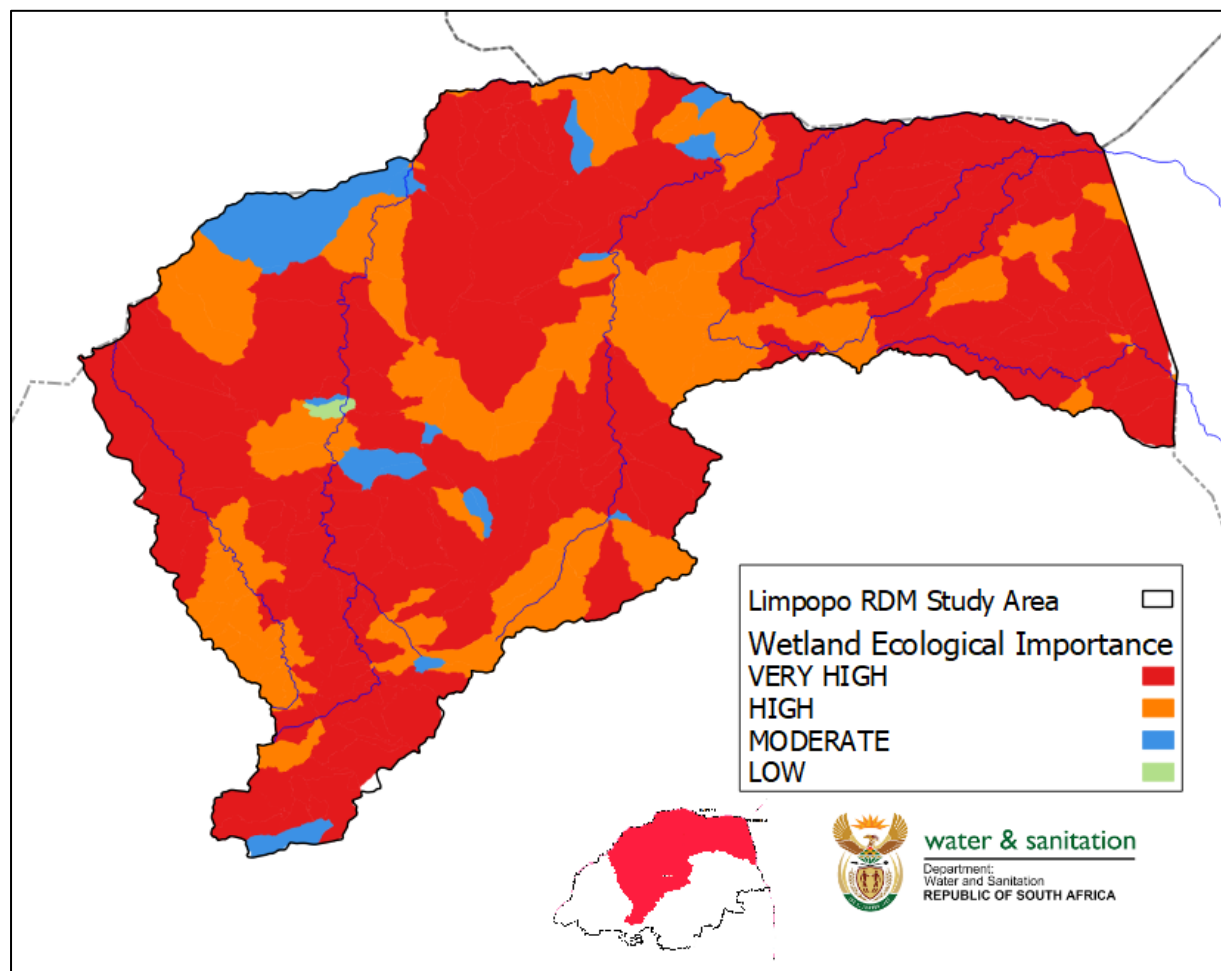 Limpopo RDM Study Area
Wetland Ecological Importance
VERY HIGH
HIGH
MODERATE
LOW
water & sanitation
Department:
Water and Sanitation
REPUBLIC OF SOUTH AFRICA